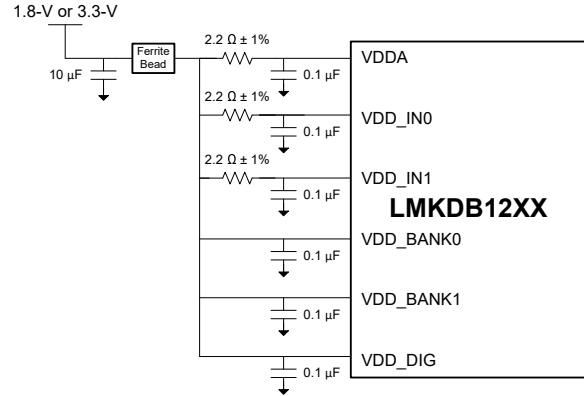 1.8-V or 3.3-V
Ferrite
Bead
10 µF
2.2 Ω ± 1%
0.1 µF
VDDA
2.2 Ω ± 1%
0.1 µF
VDD_IN0
2.2 Ω ± 1%
0.1 µF
VDD_IN1
LMKDB12XX
0.1 µF
VDD_BANK0
0.1 µF
VDD_BANK1
0.1 µF
VDD_DIG